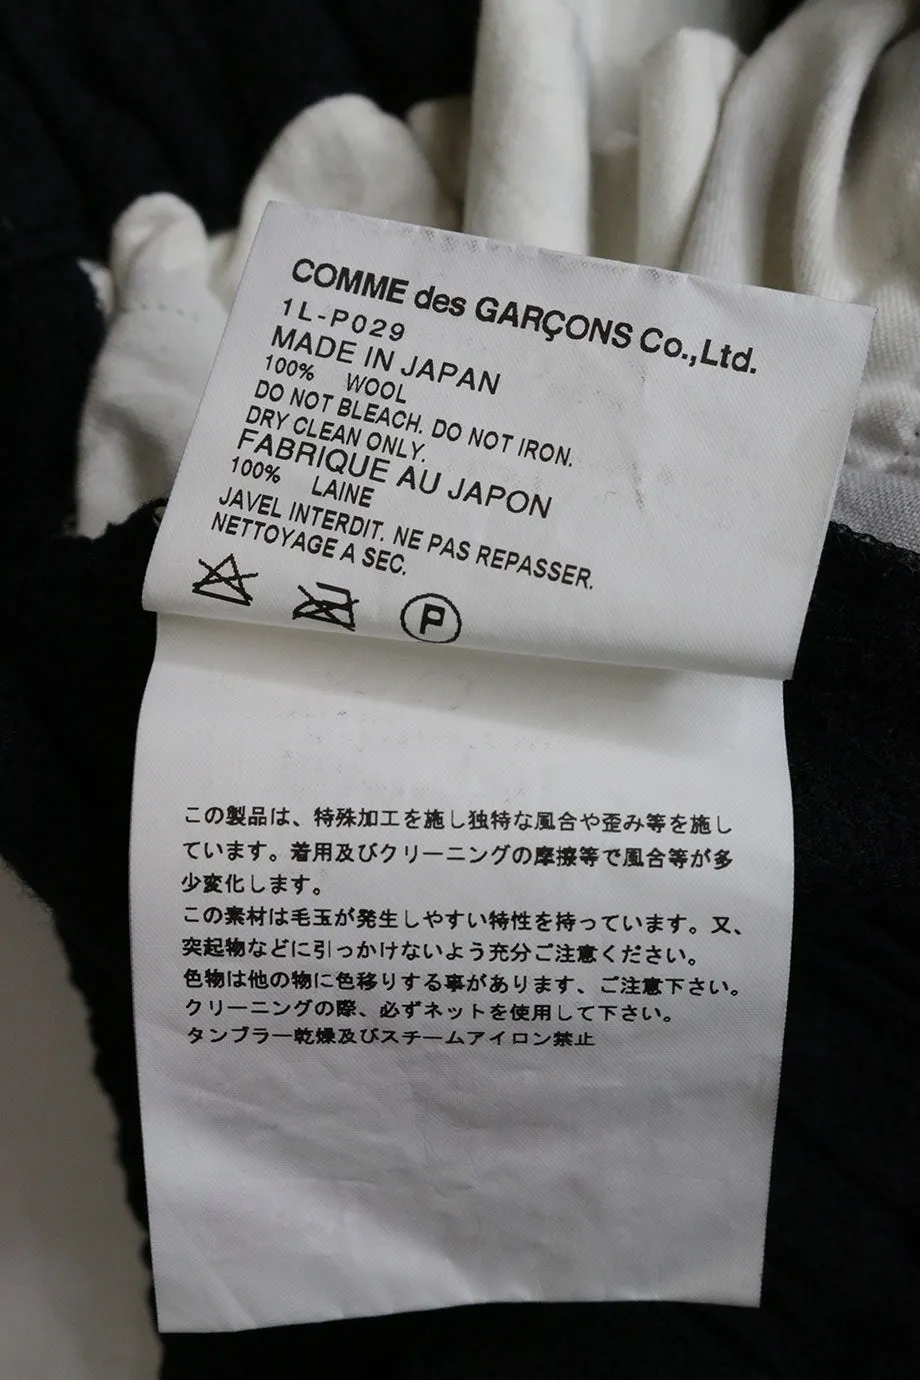 COMME des GARÇONS Co.,Ltd.
1L-P029
MADE IN JAPAN
100% WOOL
DO NOT BLEACH. DO NOT IRON.
DRY CLEAN ONLY.
FABRIQUE AU JAPON
100% LAINE
JAVEL INTERDIT. NE PAS REPASSER.
NETTOYAGE A SEC.
P
この製品は、特殊加工を施し独特な風合や歪み等を施し
ています。着用及びクリーニングの摩擦等で風合等が多
少変化します。
この素材は毛玉が発生しやすい特性を持っています。又、
突起物などに引っかけないよう充分ご注意ください。
色物は他の物に色移りする事があります、ご注意下さい。
クリーニングの際、必ずネットを使用して下さい。
タンブラー乾燥及びスチームアイロン禁止